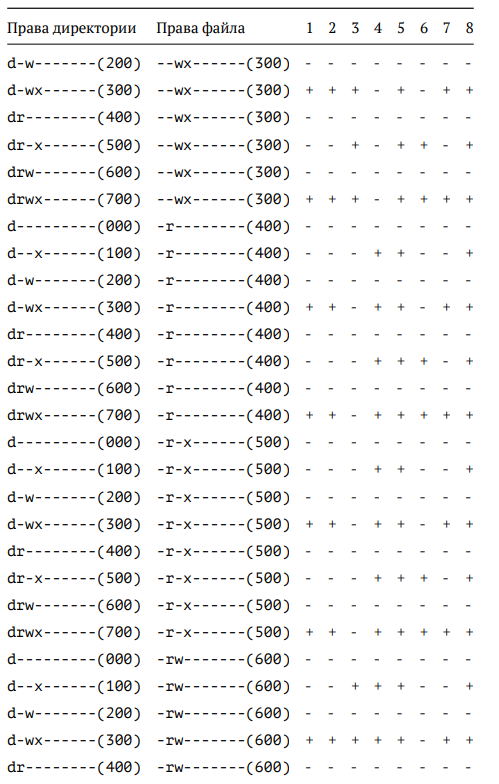 Права директории Права файла 1 2 3 4 5 6 7 8
d-w-------(200) --wx------(300) - - - - - - - -
d-wx------(300) --wx------(300) + + + - + - + +
dr--------(400) --wx------(300) - - - - - - - -
dr-x------(500) --wx------(300) - - + - + + - +
drw-------(600) --wx------(300) - - - - - - - -
drwx------(700) --wx------(300) + + + - + + + +
d---------(000) -r--------(400) - - - - - - - -
d--x------(100) -r--------(400) - - - + + - - +
d-w-------(200) -r--------(400) - - - - - - - -
d-wx------(300) -r--------(400) + + - + + - + +
dr--------(400) -r--------(400) - - - - - - - -
dr-x------(500) -r--------(400) - - - + + + - +
drw-------(600) -r--------(400) - - - - - - - -
drwx------(700) -r--------(400) + + - + + + + +
d---------(000) -r-x------(500) - - - - - - - -
d--x------(100) -r-x------(500) - - - + + - - +
d-w-------(200) -r-x------(500) - - - - - - - -
d-wx------(300) -r-x------(500) + + - + + - + +
dr--------(400) -r-x------(500) - - - - - - - -
dr-x------(500) -r-x------(500) - - - + + + - +
drw-------(600) -r-x------(500) - - - - - - - -
drwx------(700) -r-x------(500) + + - + + + + +
d---------(000) -rw-------(600) - - - - - - - -
d--x------(100) -rw-------(600) - - + + + - - +
d-w-------(200) -rw-------(600) - - - - - - - -
d-wx------(300) -rw-------(600) + + + + + - + +
dr--------(400) -rw-------(600) - - - - - - - -